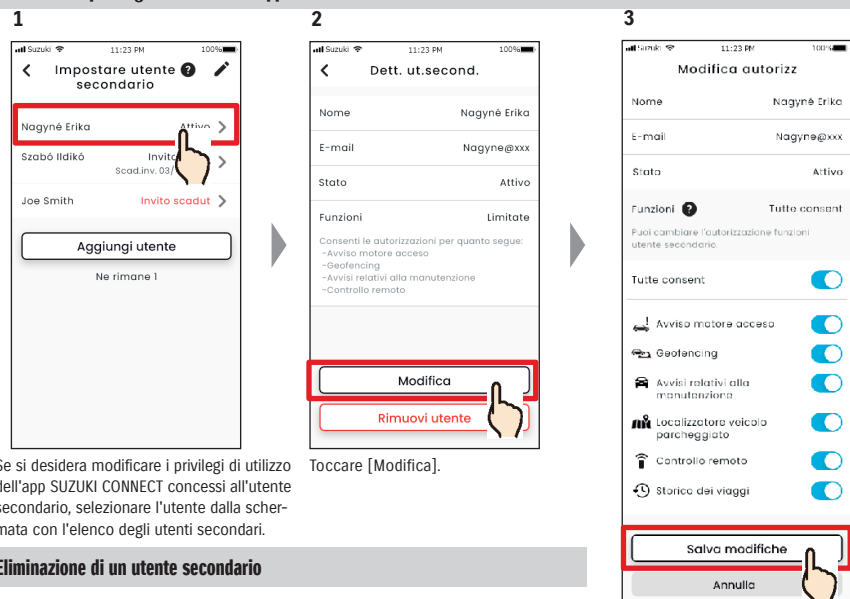 1
Suzuki 11:23 PM 100%
Impostare utente
secondario
Nagyné Erika Attivo
Szabó Ildikó
Scad.inv. 03/
Joe Smith Invito scadut
Aggiungi utente
Ne rimane 1
Se si desidera modificare i privilegi di utilizzo
dell'app SUZUKI CONNECT concessi all'utente
secondario, selezionare l'utente dalla scher-
mata con l'elenco degli utenti secondari.
2
Suzuki 11:23 PM 100%
Dett. ut.second.
Nome Nagyné Erika
E-mail Nagyne@xxx
Stato Attivo
Funzioni Limitate
Consenti le autorizzazioni per quanto segue:
-Avviso motore acceso
-Geofencing
-Avvisi relativi alla manutenzione
-Controllo remoto
Modifica
Rimuovi utente
Toccare [Modifica].
3
Suzuki 11:23 PM 100%
Modifica autorizz
Nome Nagyné Erika
E-mail Nagyne@xxx
Stato Attivo
Funzioni ? Tutte consent
Puoi cambiare l'autorizzazione funzioni
utente secondario.
Tutte consent
Avviso motore acceso
Geofencing
Avvisi relativi alla
manutenzione
Localizzatore veicolo
parcheggiato
Controllo remoto
Storico dei viaggi
Salva modifiche
Annulla
Eliminazione di un utente secondario